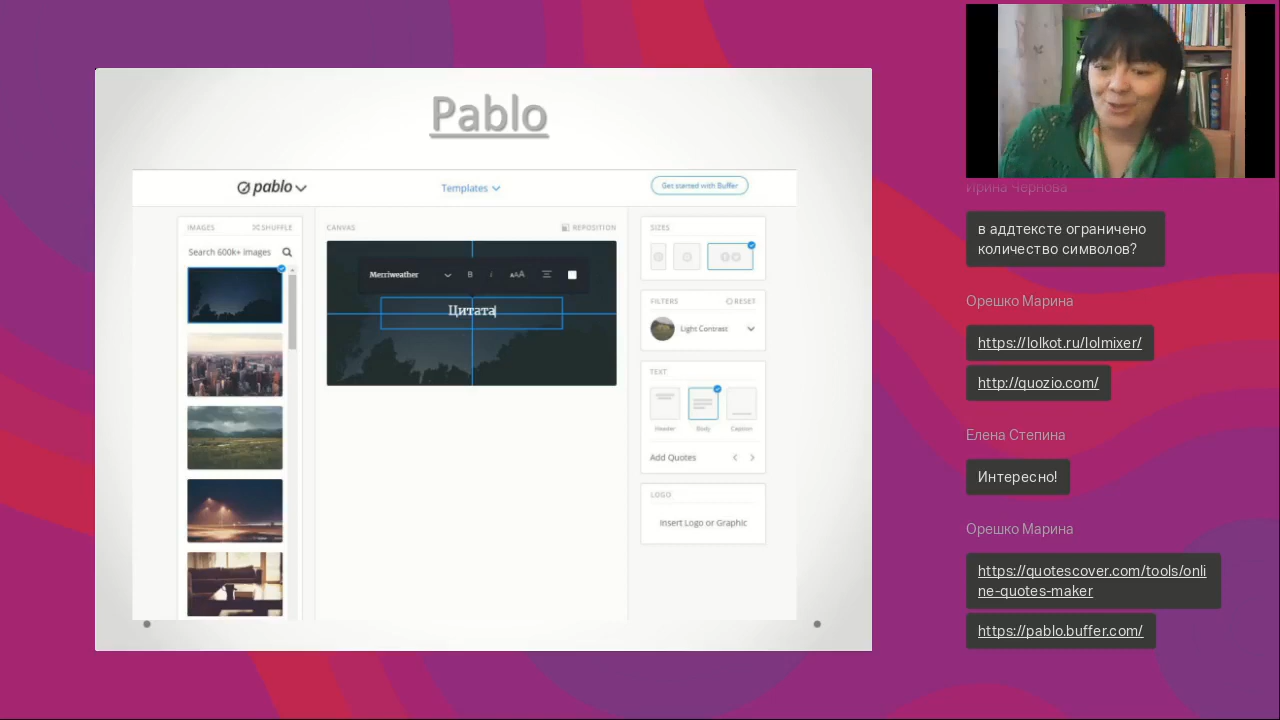 Pablo
pablo
Templates
Get started with Buffer
IMAGES
SHUFFLE
Search 600k+ Images
CANVAS
REPOSITION
Merriweather
B
i
aAA
Цитата
SIZES
FILTERS
RESET
Light Contrast
TEXT
Header
Body
Caption
Add Quotes
LOGO
Insert Logo or Graphic
Ирина Чернова
в аддтексте ограничено
количество символов?
Орешко Марина
https://lolkot.ru/lolmixer/
http://quozio.com/
Елена Степина
Интересно!
Орешко Марина
https://quotescover.com/tools/onli
ne-quotes-maker
https://pablo.buffer.com/